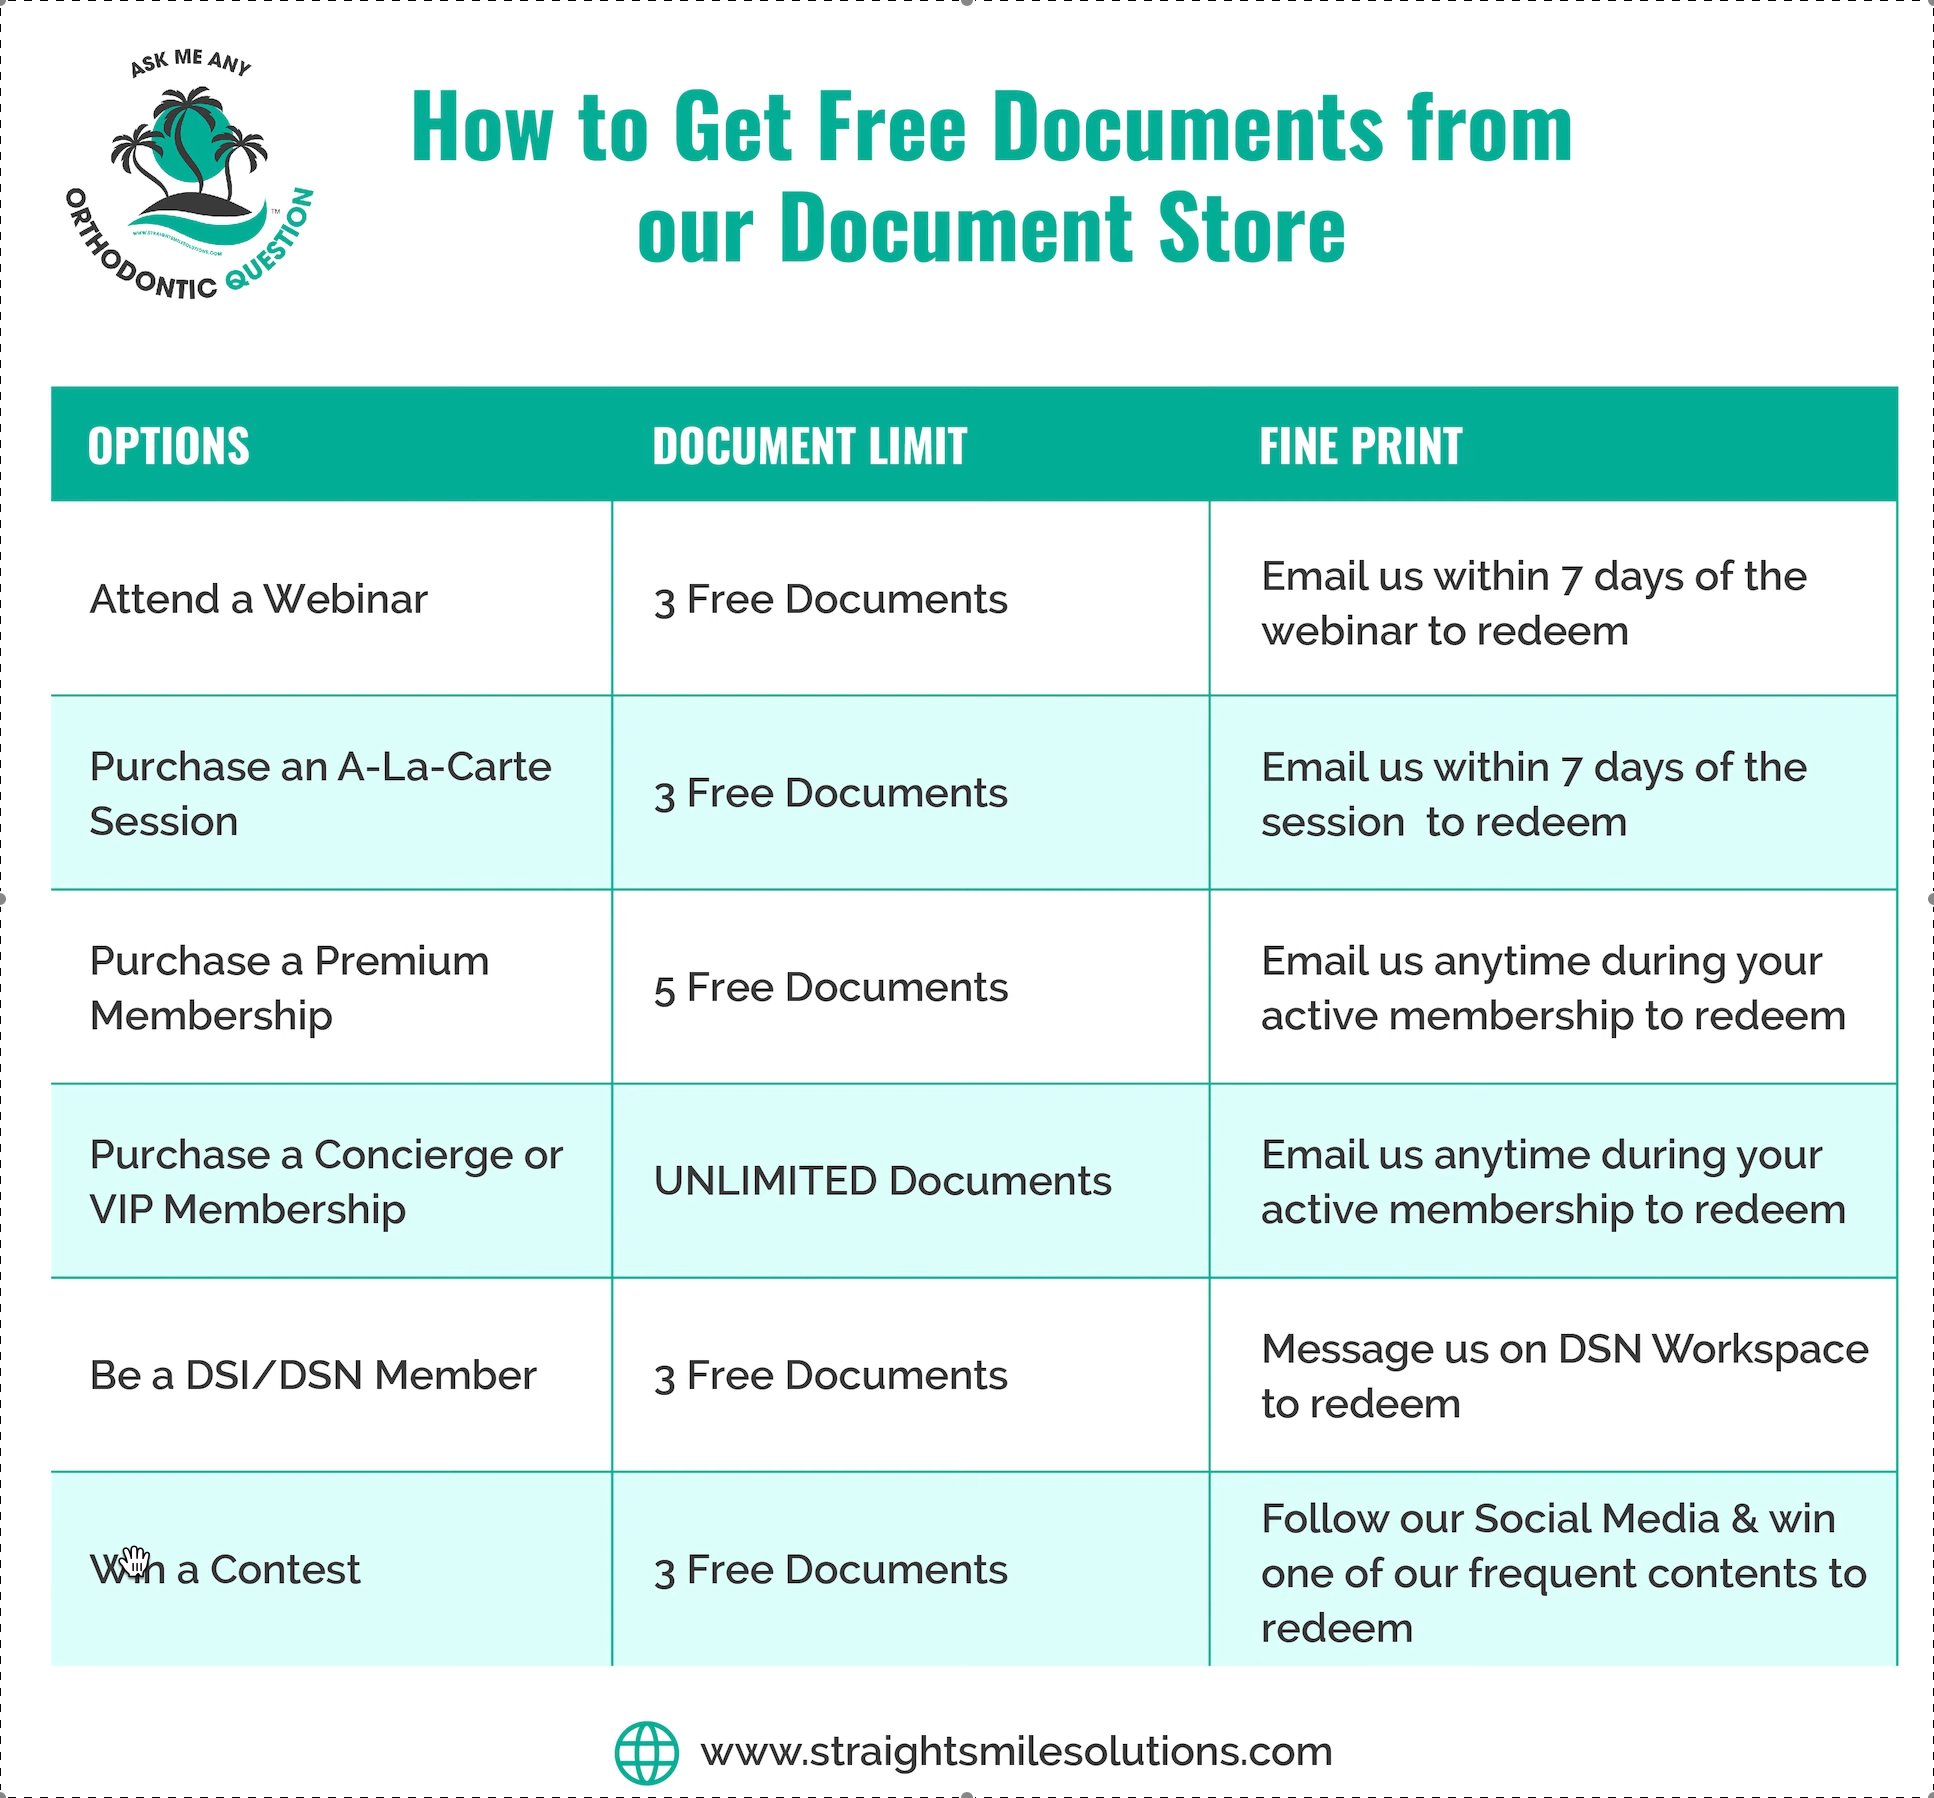 ASK ME ANY
ORTHODONTIC QUESTION
™
WWW.STRAIGHTSMILESOLUTIONS.COM
How to Get Free Documents from
our Document Store
OPTIONS
DOCUMENT LIMIT
FINE PRINT
Attend a Webinar
3 Free Documents
Email us within 7 days of the
webinar to redeem
Purchase an A-La-Carte
Session
3 Free Documents
Email us within 7 days of the
session  to redeem
Purchase a Premium
Membership
5 Free Documents
Email us anytime during your
active membership to redeem
Purchase a Concierge or
VIP Membership
UNLIMITED Documents
Email us anytime during your
active membership to redeem
Be a DSI/DSN Member
3 Free Documents
Message us on DSN Workspace
to redeem
Win a Contest
3 Free Documents
Follow our Social Media & win
one of our frequent contents to
redeem
www.straightsmilesolutions.com